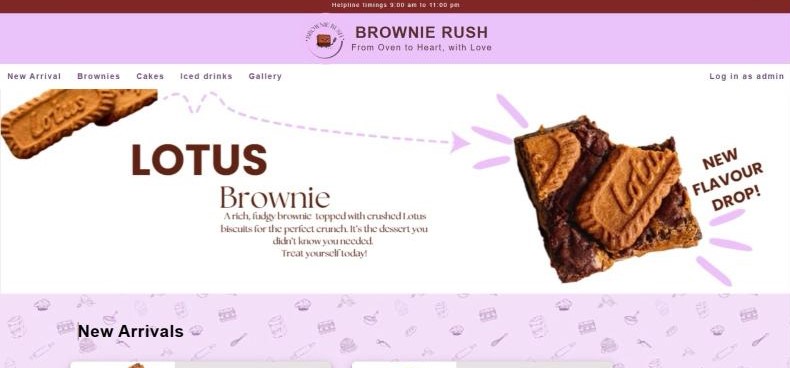 Helpline timings 9:00 am to 11:00 pm
BROWNIE RUSH
BROWNIE RUSH
From Oven to Heart, with Love
New Arrival Brownies Cakes Iced drinks Gallery Log in as admin
Lotus
LOTUS
Brownie
A rich, fudgy brownie topped with crushed Lotus
biscuits for the perfect crunch. It's the dessert you
didn't know you needed.
Treat yourself today!
Lotus
NEW
FLAVOUR
DROP!
New Arrivals